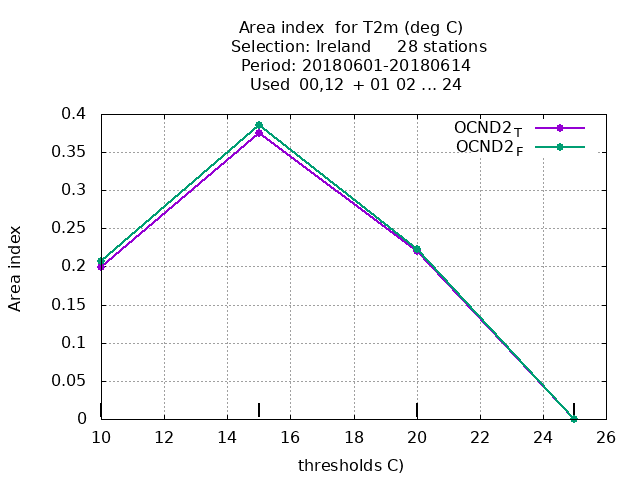 Area index  for T2m (deg C)
Selection: Ireland     28 stations
Period: 20180601-20180614
Used  00,12  + 01 02 ... 24
OCND2_T
OCND2_F
0.4
0.35
0.3
0.25
0.2
0.15
0.1
0.05
0
Area index
10 12 14 16 18 20 22 24 26
thresholds C)